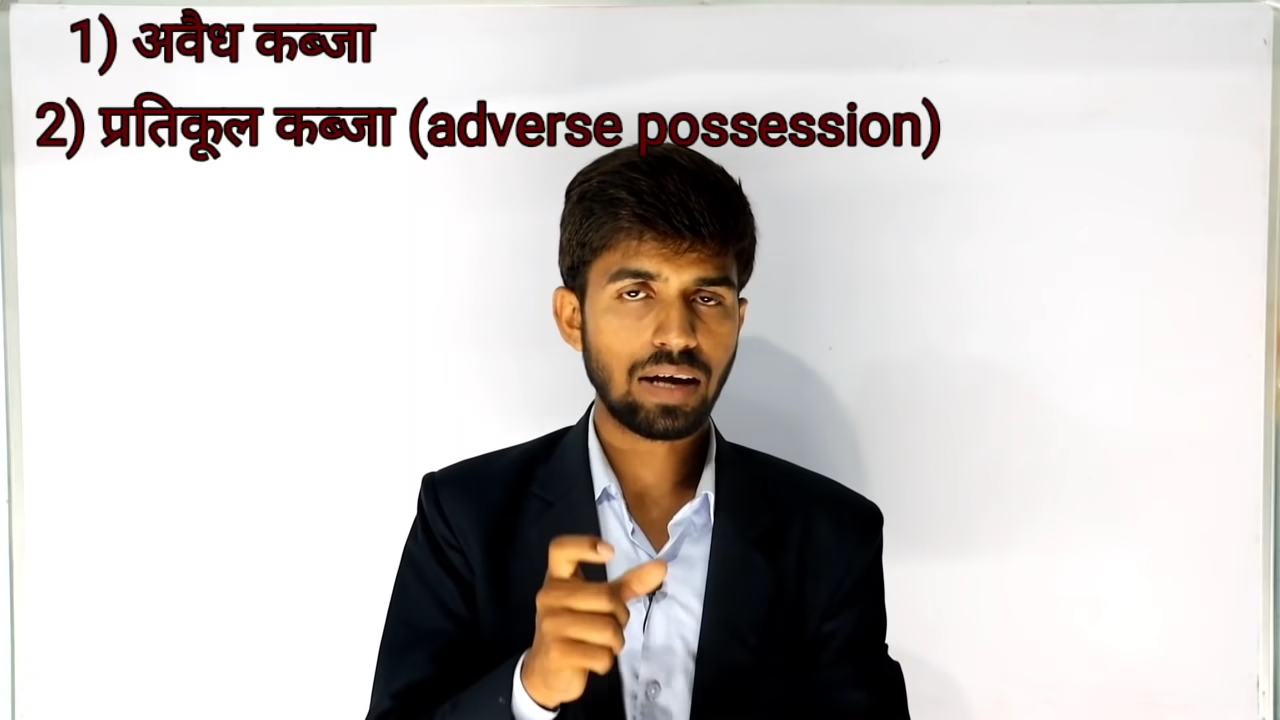 1) अवैध कब्जा
2) प्रतिकूल कब्जा (adverse possession)